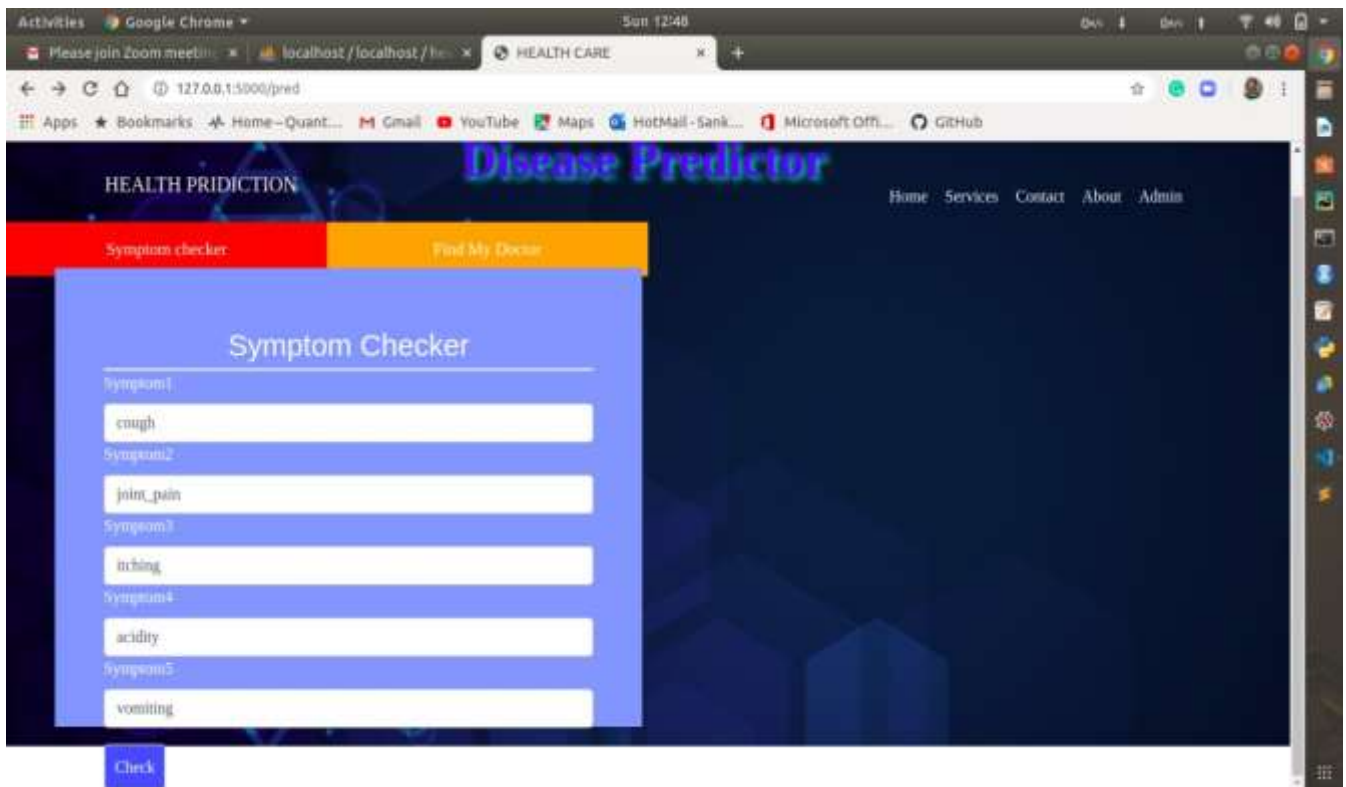 Activities Google Chrome Sun 12:48
Please join Zoom meeting localhost / localhost / he HEALTH CARE
127.0.0.1:5000/pred
Apps Bookmarks Home – Quant... Gmail YouTube Maps HotMail - Sank... Microsoft Offi... GitHub
Disease Predictor
HEALTH PRIDICTION
Home Services Contact About Admin
Symptom checker Find My Doctor
Symptom Checker
Symptom1
cough
Symptom2
joint_pain
Symptom3
itching
Symptom4
acidity
Symptom5
vomiting
Check